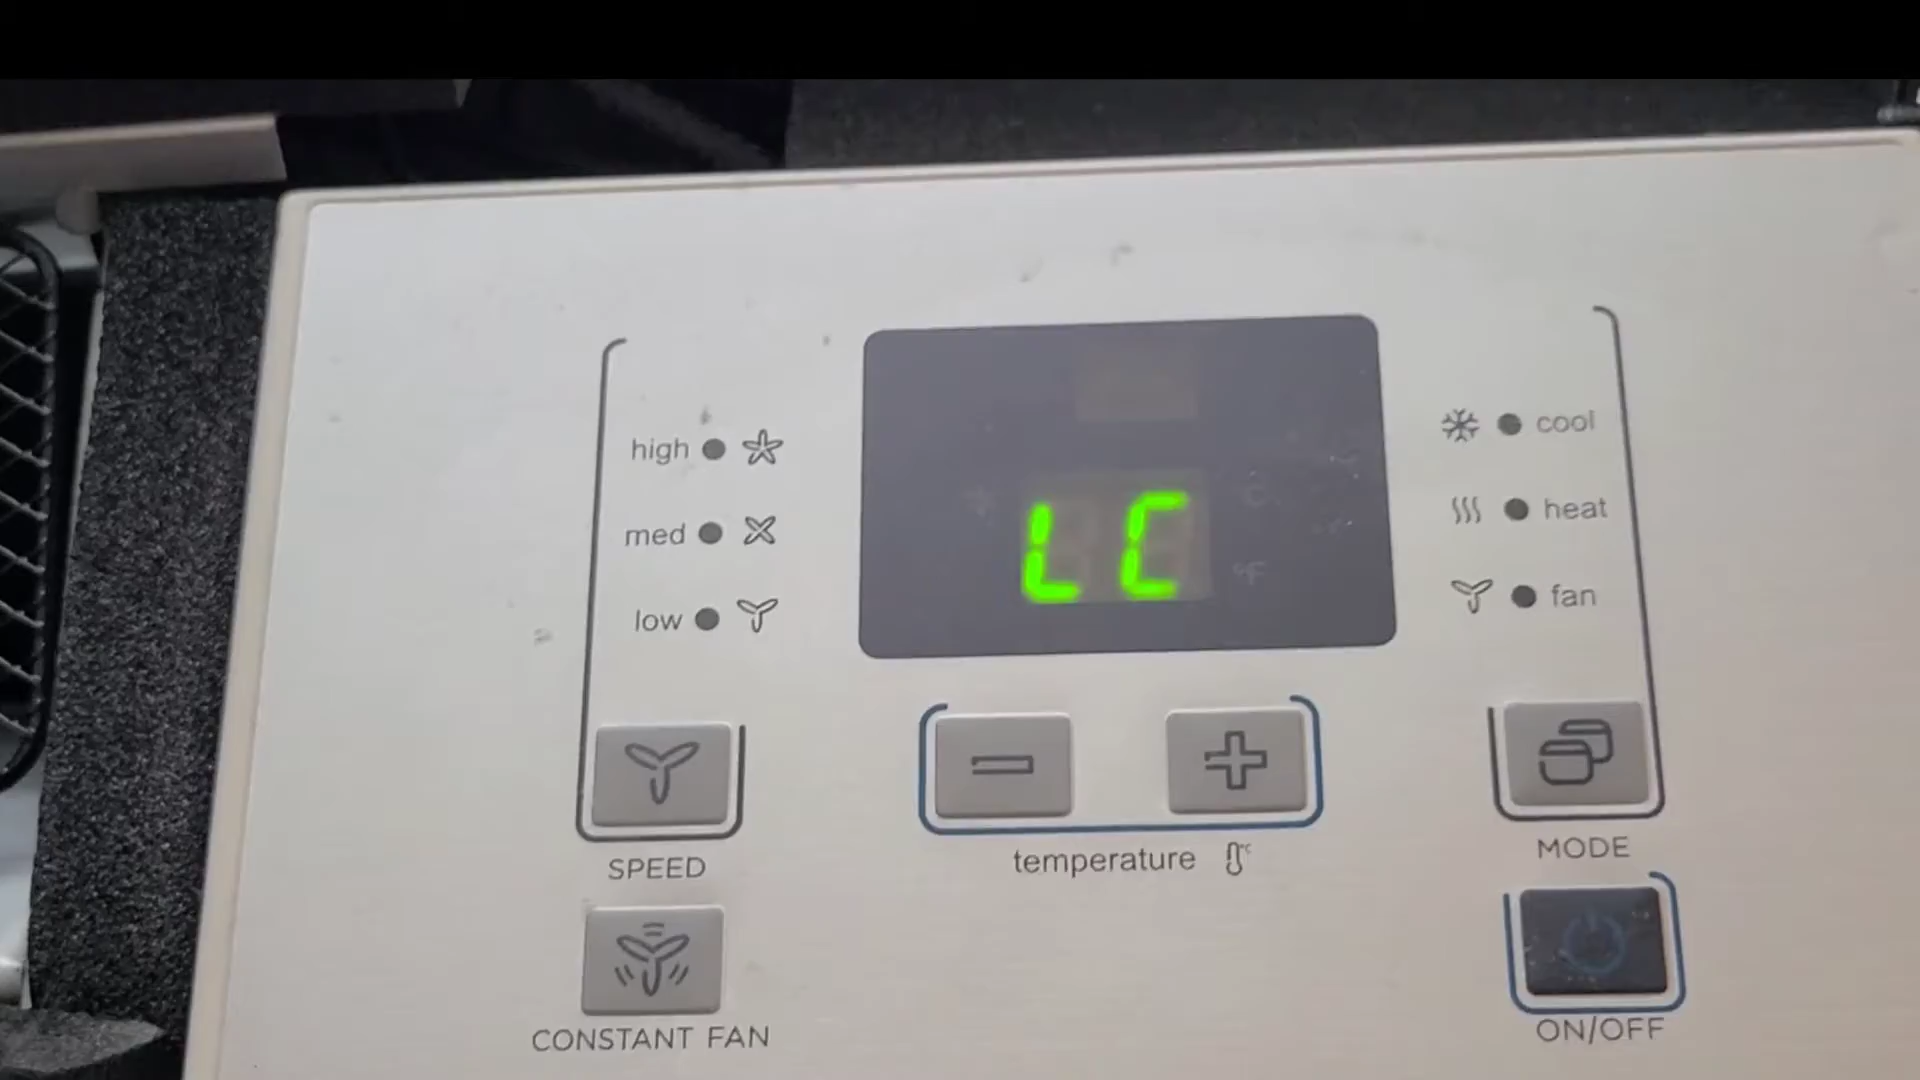 high
med
low
LC
°F
cool
heat
fan
SPEED
temperature
MODE
CONSTANT FAN
ON/OFF